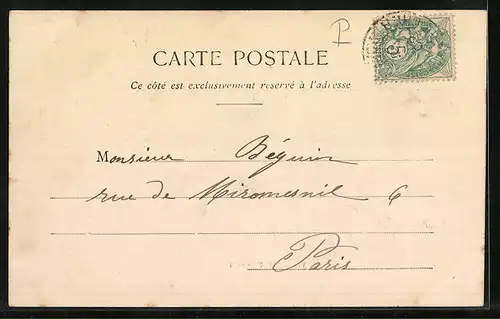 P
CARTE POSTALE
Ce côté est exclusivement reservé à l'adresse
Monsieur Béguin
rue de Miromesnil 6
Paris